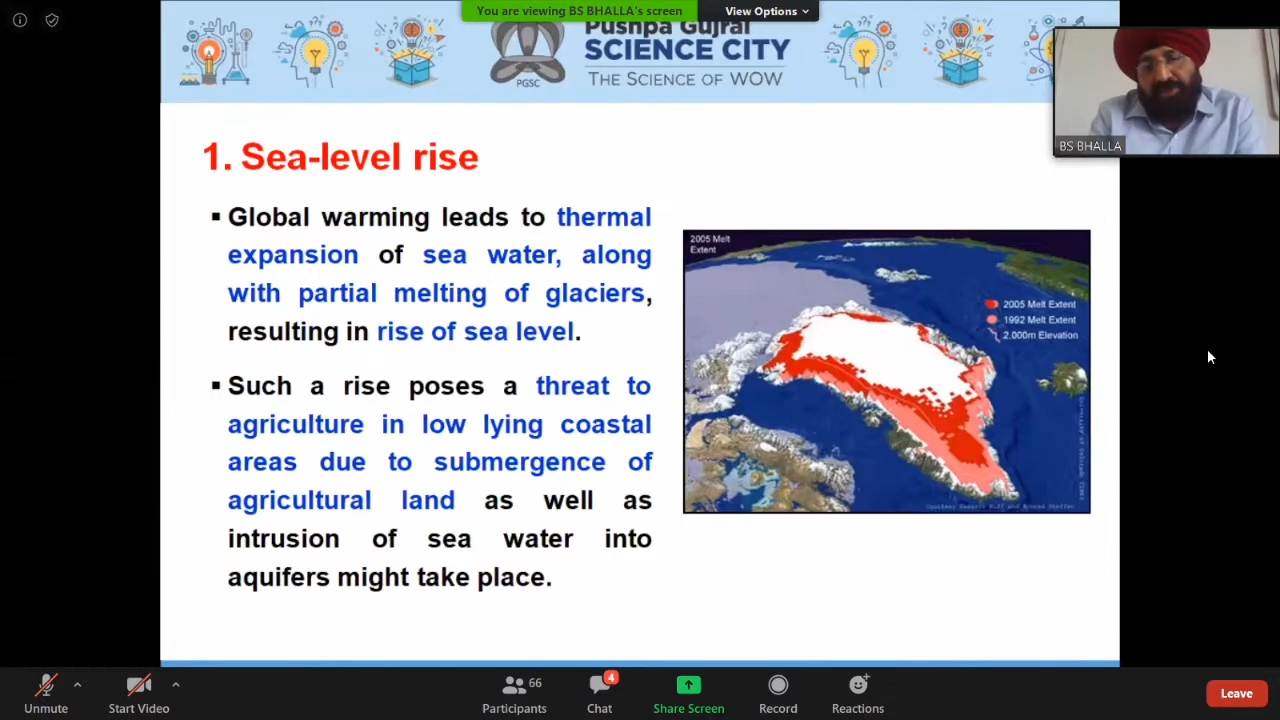 You are viewing BS BHALLA's screen
View Options
Pushpa Gujral
SCIENCE CITY
THE SCIENCE OF WOW
PGSC
BS BHALLA
1. Sea-level rise
▪ Global warming leads to thermal
expansion of sea water, along
with partial melting of glaciers,
resulting in rise of sea level.
▪ Such a rise poses a threat to
agriculture in low lying coastal
areas due to submergence of
agricultural land as well as
intrusion of sea water into
aquifers might take place.
2005 Melt
Extent
2005 Melt Extent
1992 Melt Extent
2,000m Elevation
Unmute
Start Video
66
Participants
4
Chat
Share Screen
Record
Reactions
Leave